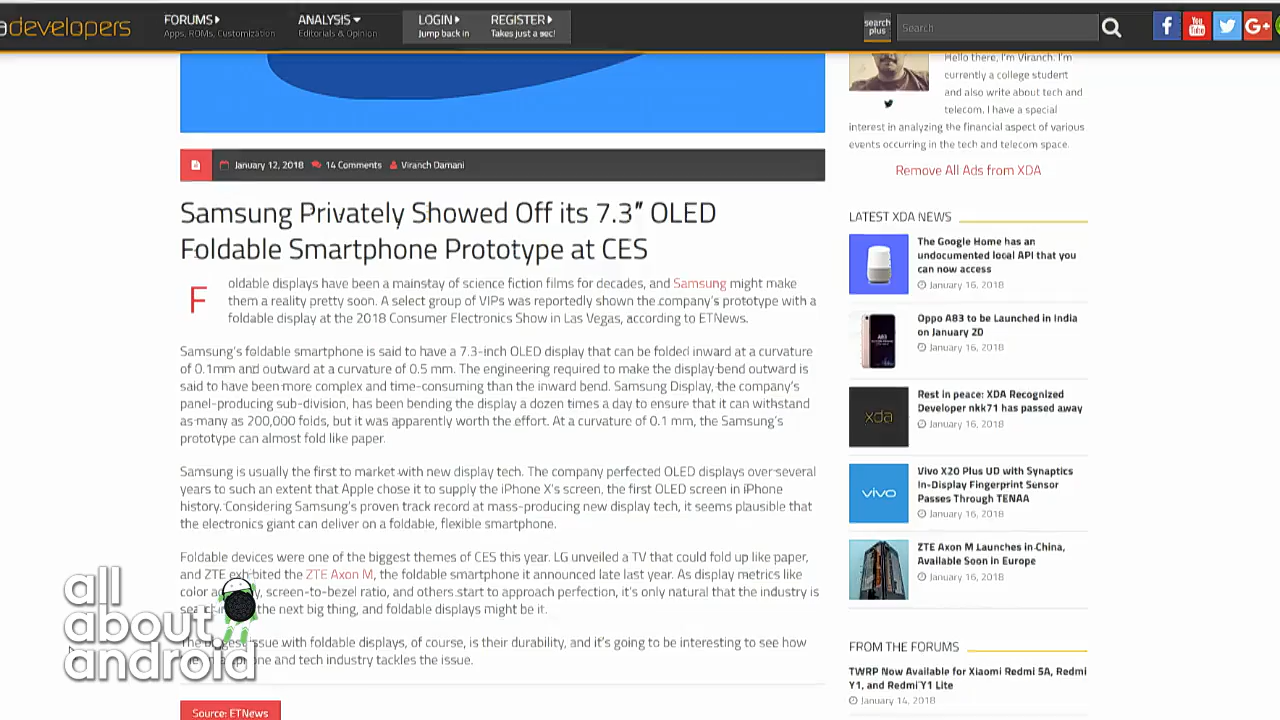 developers
FORUMS
Apps, ROMs, Customization
ANALYSIS
Editorials & Opinion
LOGIN
Jump back in
REGISTER
Takes just a sec!
search
plus
Search
You
Tube
G+
Hello there, I'm Viranch. I'm
currently a college student
and also write about tech and
telecom. I have a special
interest in analyzing the financial aspect of various
events occurring in the tech and telecom space.
Remove All Ads from XDA
January 12, 2018 14 Comments Viranch Damani
Samsung Privately Showed Off its 7.3″ OLED
Foldable Smartphone Prototype at CES
Foldable displays have been a mainstay of science fiction films for decades, and Samsung might make
them a reality pretty soon. A select group of VIPs was reportedly shown the company's prototype with a
foldable display at the 2018 Consumer Electronics Show in Las Vegas, according to ETNews.
Samsung's foldable smartphone is said to have a 7.3-inch OLED display that can be folded inward at a curvature
of 0.1mm and outward at a curvature of 0.5 mm. The engineering required to make the display bend outward is
said to have been more complex and time-consuming than the inward bend. Samsung Display, the company's
panel-producing sub-division, has been bending the display a dozen times a day to ensure that it can withstand
as many as 200,000 folds, but it was apparently worth the effort. At a curvature of 0.1 mm, the Samsung's
prototype can almost fold like paper.
Samsung is usually the first to market with new display tech. The company perfected OLED displays over several
years to such an extent that Apple chose it to supply the iPhone X's screen, the first OLED screen in iPhone
history. Considering Samsung's proven track record at mass-producing new display tech, it seems plausible that
the electronics giant can deliver on a foldable, flexible smartphone.
Foldable devices were one of the biggest themes of CES this year. LG unveiled a TV that could fold up like paper,
and ZTE exhibited the ZTE Axon M, the foldable smartphone it announced late last year. As display metrics like
color screen-to-bezel ratio, and others start to approach perfection, it's only natural that the industry is
the next big thing, and foldable displays might be it.
The biggest issue with foldable displays, of course, is their durability, and it's going to be interesting to see how
and tech industry tackles the issue.
Source: ETNews
all
about
android
LATEST XDA NEWS
The Google Home has an
undocumented local API that you
can now access
January 16, 2018
Oppo A83 to be Launched in India
on January 20
January 16, 2018
xda
Rest in peace: XDA Recognized
Developer nkk71 has passed away
January 16, 2018
vivo
Vivo X20 Plus UD with Synaptics
In-Display Fingerprint Sensor
Passes Through TENAA
January 16, 2018
ZTE Axon M Launches in China,
Available Soon in Europe
January 16, 2018
FROM THE FORUMS
TWRP Now Available for Xiaomi Redmi 5A, Redmi
Y1, and Redmi Y1 Lite
January 14, 2018